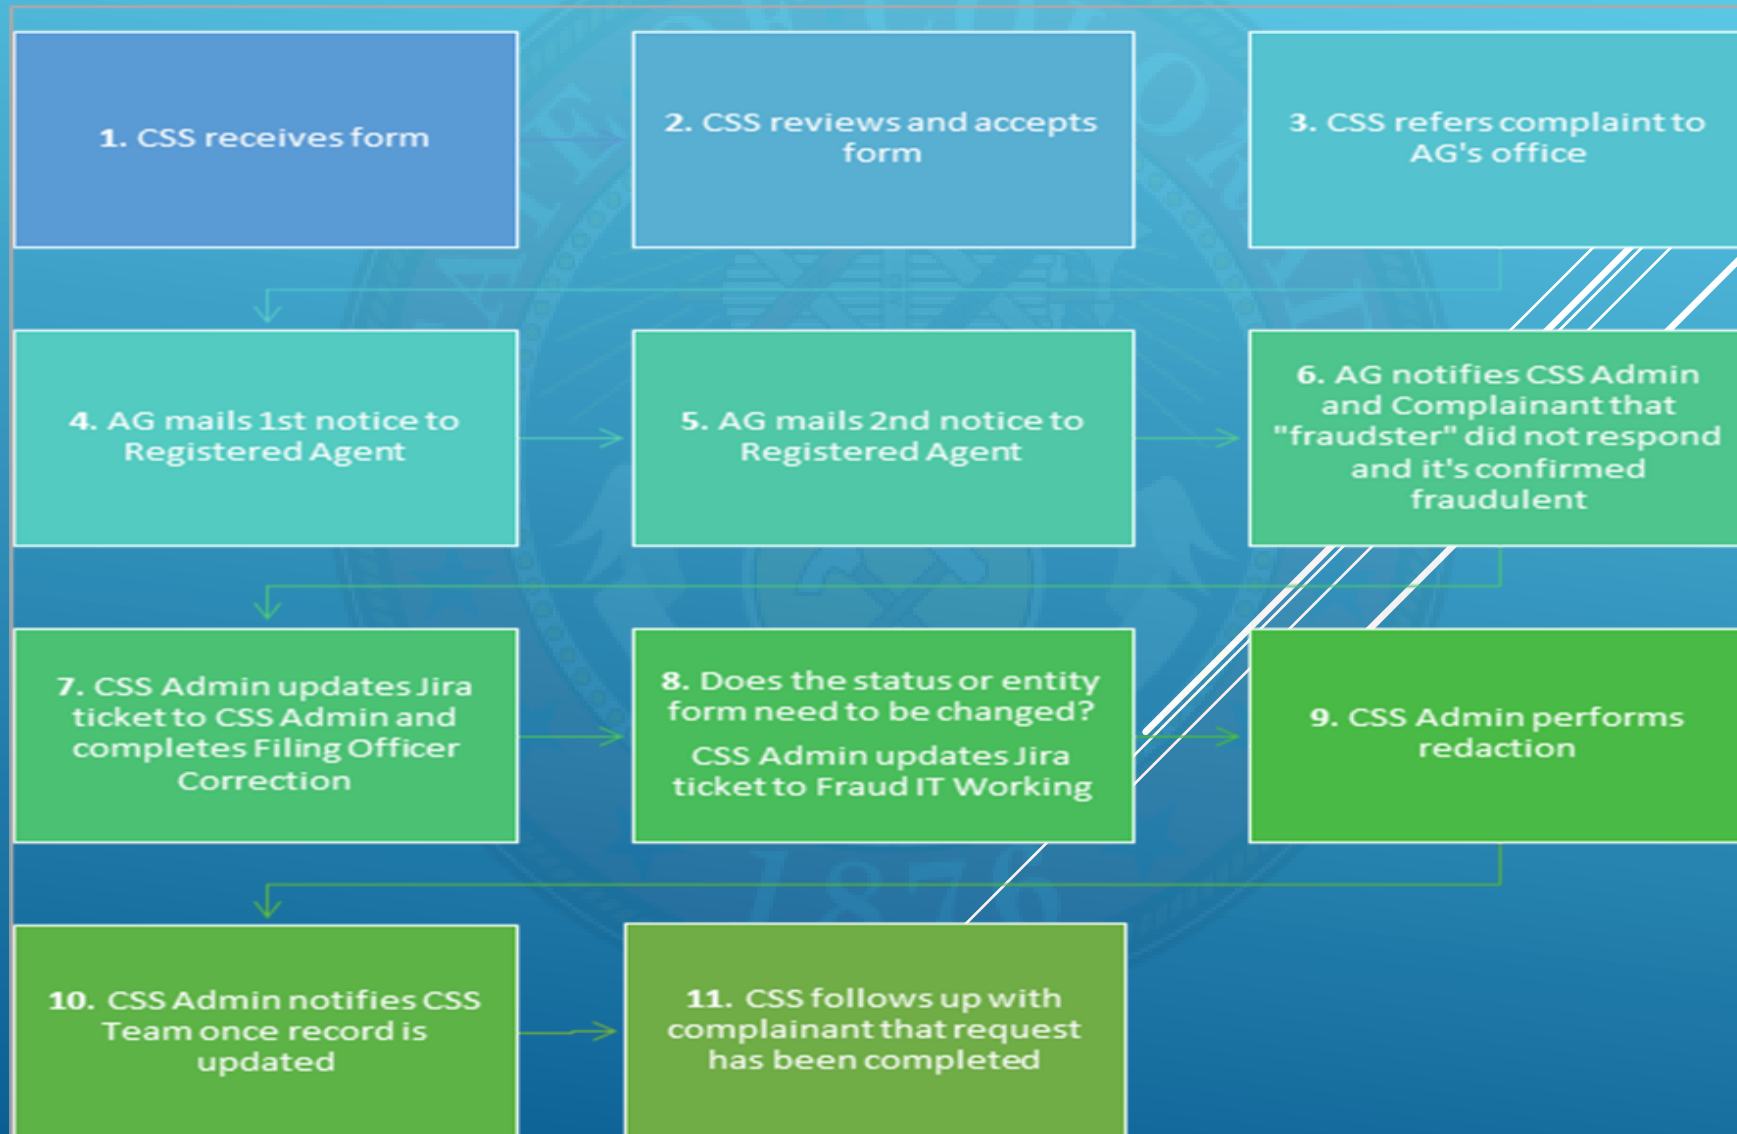 1. CSS receives form
2. CSS reviews and accepts
form
3. CSS refers complaint to
AG's office
4. AG mails 1st notice to
Registered Agent
5. AG mails 2nd notice to
Registered Agent
6. AG notifies CSS Admin
and Complainant that
"fraudster" did not respond
and it's confirmed
fraudulent
7. CSS Admin updates Jira
ticket to CSS Admin and
completes Filing Officer
Correction
8. Does the status or entity
form need to be changed?
CSS Admin updates Jira
ticket to Fraud IT Working
9. CSS Admin performs
redaction
10. CSS Admin notifies CSS
Team once record is
updated
11. CSS follows up with
complainant that request
has been completed
1876